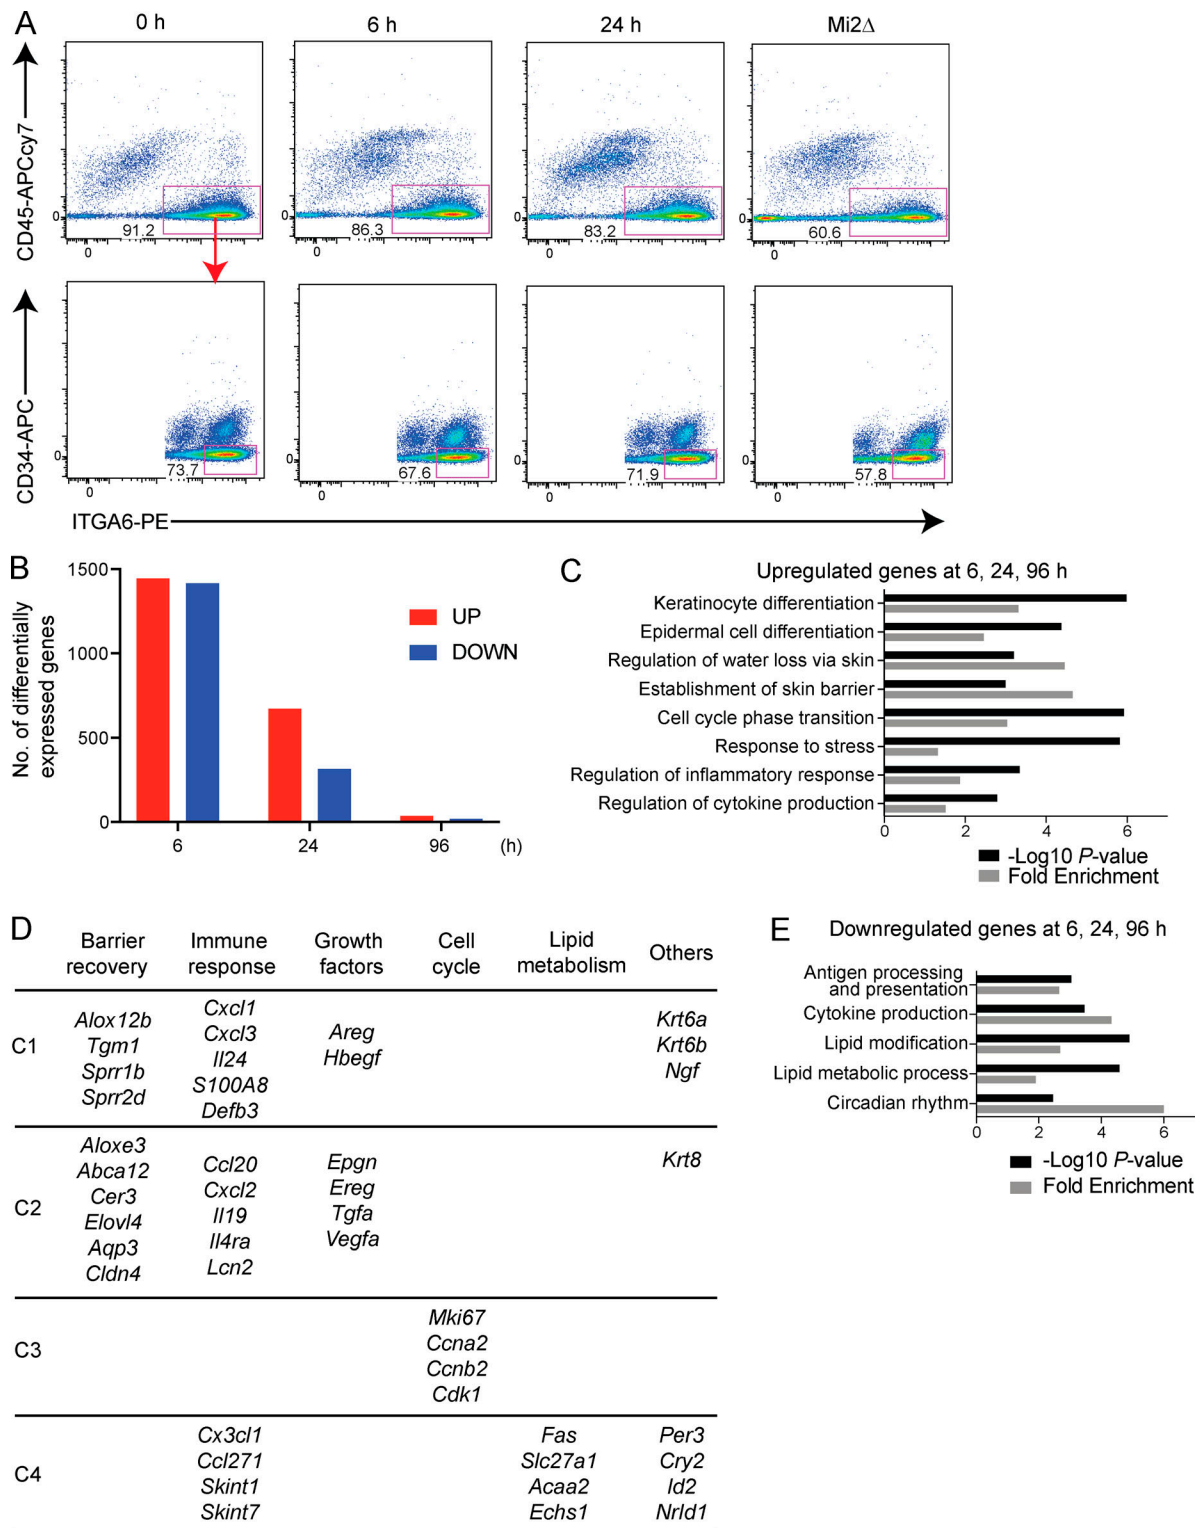 A
0 h
6 h
24 h
Mi2Δ
CD45-APCcy7
0
91.2
0
0
86.3
0
0
83.2
0
0
60.6
0
CD34-APC
0
73.7
0
0
67.6
0
0
71.9
0
0
57.8
0
ITGA6-PE
B
No. of differentially
expressed genes
1500
1000
500
0
UP
DOWN
6
24
96
(h)
C
Upregulated genes at 6, 24, 96 h
Keratinocyte differentiation
Epidermal cell differentiation
Regulation of water loss via skin
Establishment of skin barrier
Cell cycle phase transition
Response to stress
Regulation of inflammatory response
Regulation of cytokine production
0 2 4 6
-Log10 P-value
Fold Enrichment
D
Barrier
recovery
Immune
response
Growth
factors
Cell
cycle
Lipid
metabolism
Others
C1
Alox12b
Tgm1
Sprr1b
Sprr2d
Cxcl1
Cxcl3
Il24
S100A8
Defb3
Areg
Hbegf
Krt6a
Krt6b
Ngf
C2
Aloxe3
Abca12
Cer3
Elovl4
Aqp3
Cldn4
Ccl20
Cxcl2
Il19
Il4ra
Lcn2
Epgn
Ereg
Tgfa
Vegfa
Krt8
C3
Mki67
Ccna2
Ccnb2
Cdk1
C4
Cx3cl1
Ccl271
Skint1
Skint7
Fas
Slc27a1
Acaa2
Echs1
Per3
Cry2
Id2
Nrld1
E
Downregulated genes at 6, 24, 96 h
Antigen processing
and presentation
Cytokine production
Lipid modification
Lipid metabolic process
Circadian rhythm
0 2 4 6
-Log10 P-value
Fold Enrichment